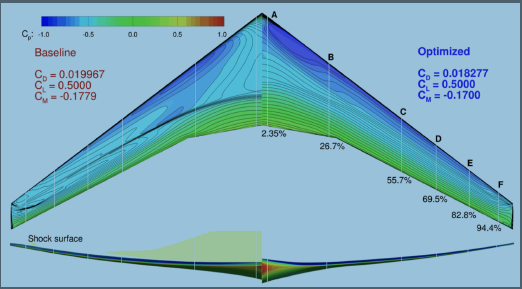 A
Cp: -1.0 -0.5 0.0 0.5 1.0
Baseline
CD = 0.019967
CL = 0.5000
CM = -0.1779
Optimized
CD = 0.018277
CL = 0.5000
CM = -0.1700
B
C
D
E
F
2.35%
26.7%
55.7%
69.5%
82.8%
94.4%
Shock surface